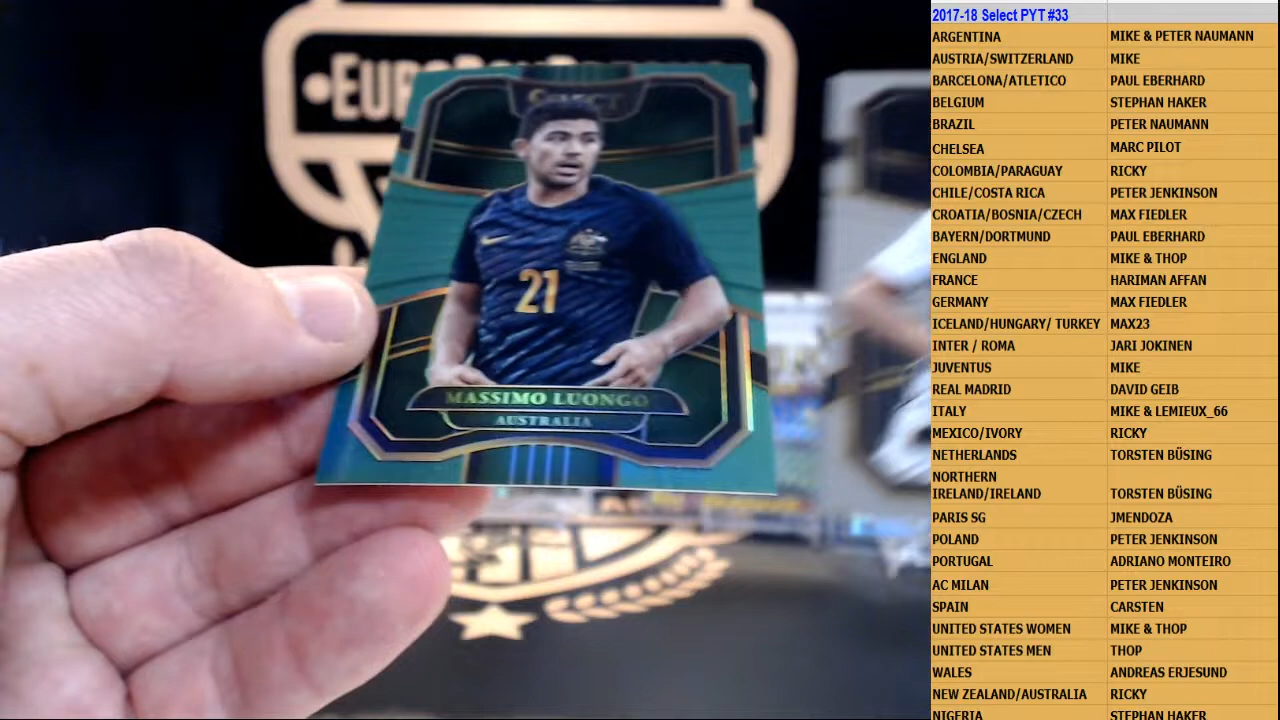 SELECT
21
MASSIMO LUONGO
AUSTRALIA
2017-18 Select PYT #33
ARGENTINA MIKE & PETER NAUMANN
AUSTRIA/SWITZERLAND MIKE
BARCELONA/ATLETICO PAUL EBERHARD
BELGIUM STEPHAN HAKER
BRAZIL PETER NAUMANN
CHELSEA MARC PILOT
COLOMBIA/PARAGUAY RICKY
CHILE/COSTA RICA PETER JENKINSON
CROATIA/BOSNIA/CZECH MAX FIEDLER
BAYERN/DORTMUND PAUL EBERHARD
ENGLAND MIKE & THOP
FRANCE HARIMAN AFFAN
GERMANY MAX FIEDLER
ICELAND/HUNGARY/ TURKEY MAX23
INTER / ROMA JARI JOKINEN
JUVENTUS MIKE
REAL MADRID DAVID GEIB
ITALY MIKE & LEMIEUX_66
MEXICO/IVORY RICKY
NETHERLANDS TORSTEN BÜSING
NORTHERN
IRELAND/IRELAND TORSTEN BÜSING
PARIS SG JMENDOZA
POLAND PETER JENKINSON
PORTUGAL ADRIANO MONTEIRO
AC MILAN PETER JENKINSON
SPAIN CARSTEN
UNITED STATES WOMEN MIKE & THOP
UNITED STATES MEN THOP
WALES ANDREAS ERJESUND
NEW ZEALAND/AUSTRALIA RICKY
NIGERIA STEPHAN HAKER